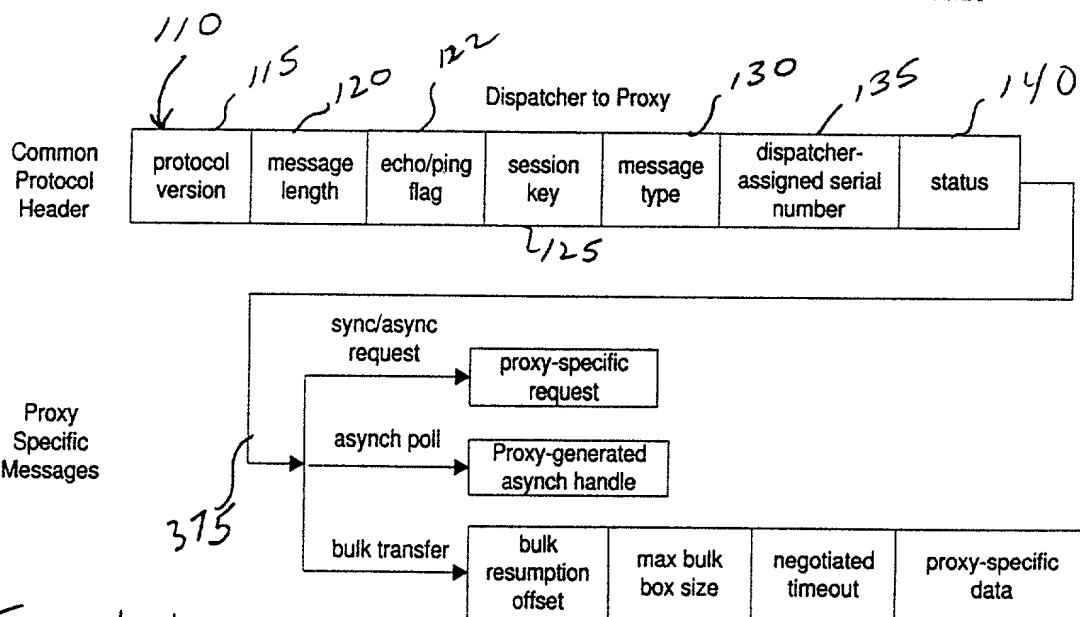 110
115
120
122
130
135
140
Dispatcher to Proxy
Common
Protocol
Header
protocol
version
message
length
echo/ping
flag
session
key
message
type
dispatcher-
assigned serial
number
status
125
sync/async
request
proxy-specific
request
Proxy
Specific
Messages
asynch poll
Proxy-generated
asynch handle
375
bulk transfer
bulk
resumption
offset
max bulk
box size
negotiated
timeout
proxy-specific
data